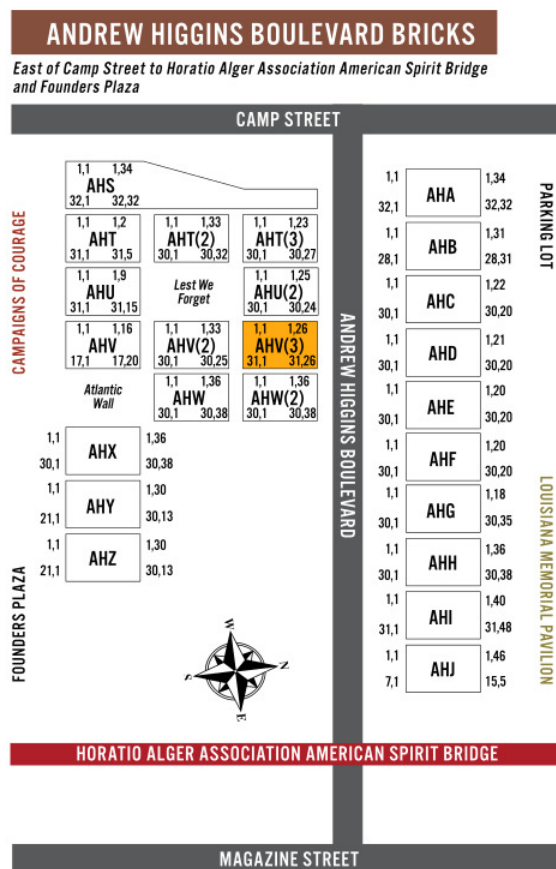 ANDREW HIGGINS BOULEVARD BRICKS
East of Camp Street to Horatio Alger Association American Spirit Bridge
and Founders Plaza
CAMP STREET
CAMPAIGNS OF COURAGE
FOUNDERS PLAZA
1,1 1,34
AHS
32,1 32,32
1,1 1,2
AHT
31,1 31,5
1,1 1,33
AHT(2)
30,1 30,32
1,1 1,23
AHT(3)
30,1 30,27
1,1 1,9
AHU
31,1 31,15
Lest We
Forget
1,1 1,25
AHU(2)
30,1 30,24
1,1 1,16
AHV
17,1 17,20
1,1 1,33
AHV(2)
30,1 30,25
1,1 1,26
AHV(3)
31,1 31,26
Atlantic
Wall
1,1 1,36
AHW
30,1 30,38
1,1 1,36
AHW(2)
30,1 30,38
1,1 1,36
AHX
30,1 30,38
1,1 1,30
AHY
21,1 30,13
1,1 1,30
AHZ
21,1 30,13
W
N
S
E
ANDREW HIGGINS BOULEVARD
1,1 1,34
AHA
32,1 32,32
1,1 1,31
AHB
28,1 28,31
1,1 1,22
AHC
30,1 30,20
1,1 1,21
AHD
30,1 30,20
1,1 1,20
AHE
30,1 30,20
1,1 1,20
AHF
30,1 30,20
1,1 1,18
AHG
30,1 30,35
1,1 1,36
AHH
30,1 30,38
1,1 1,40
AHI
31,1 31,48
1,1 1,46
AHJ
7,1 15,5
PARKING LOT
LOUISIANA MEMORIAL PAVILION
HORATIO ALGER ASSOCIATION AMERICAN SPIRIT BRIDGE
MAGAZINE STREET